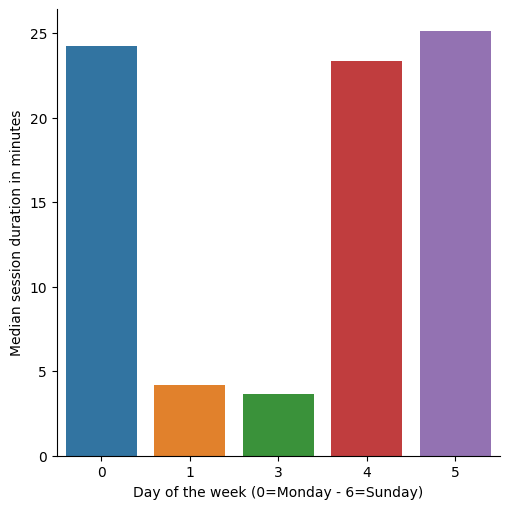 25
20
15
10
5
0
Median session duration in minutes
0 1 3 4 5
Day of the week (0=Monday - 6=Sunday)